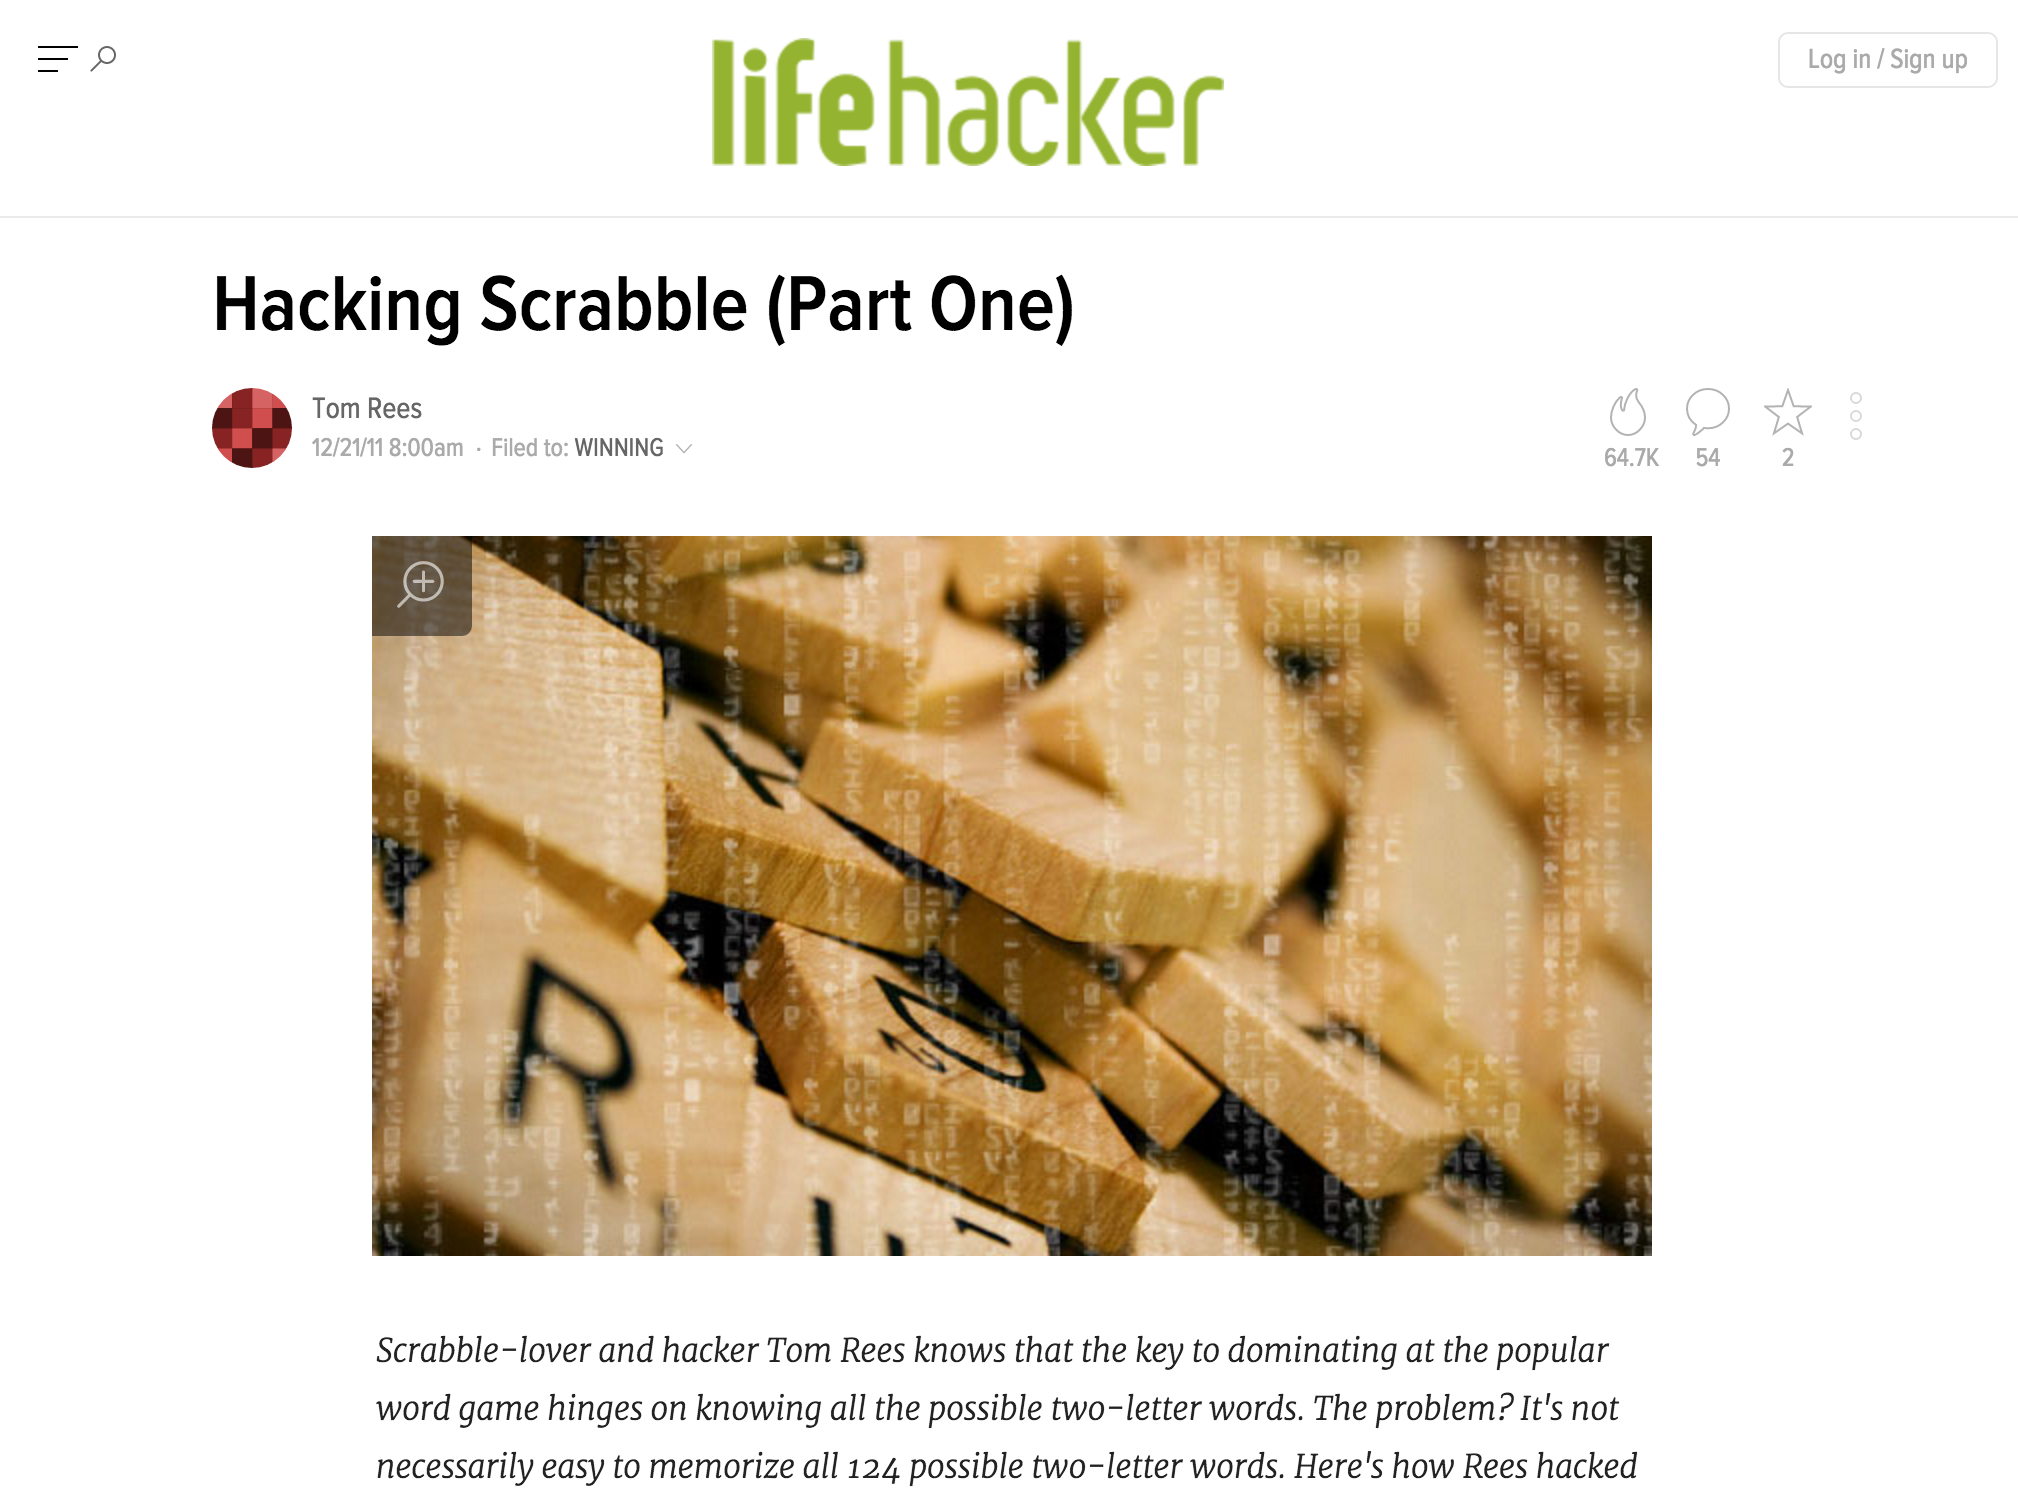 lifehacker
Log in / Sign up
Hacking Scrabble (Part One)
Tom Rees
12/21/11 8:00am · Filed to: WINNING
64.7K 54 2
K
R
1
Scrabble-lover and hacker Tom Rees knows that the key to dominating at the popular
word game hinges on knowing all the possible two-letter words. The problem? It's not
necessarily easy to memorize all 124 possible two-letter words. Here's how Rees hacked